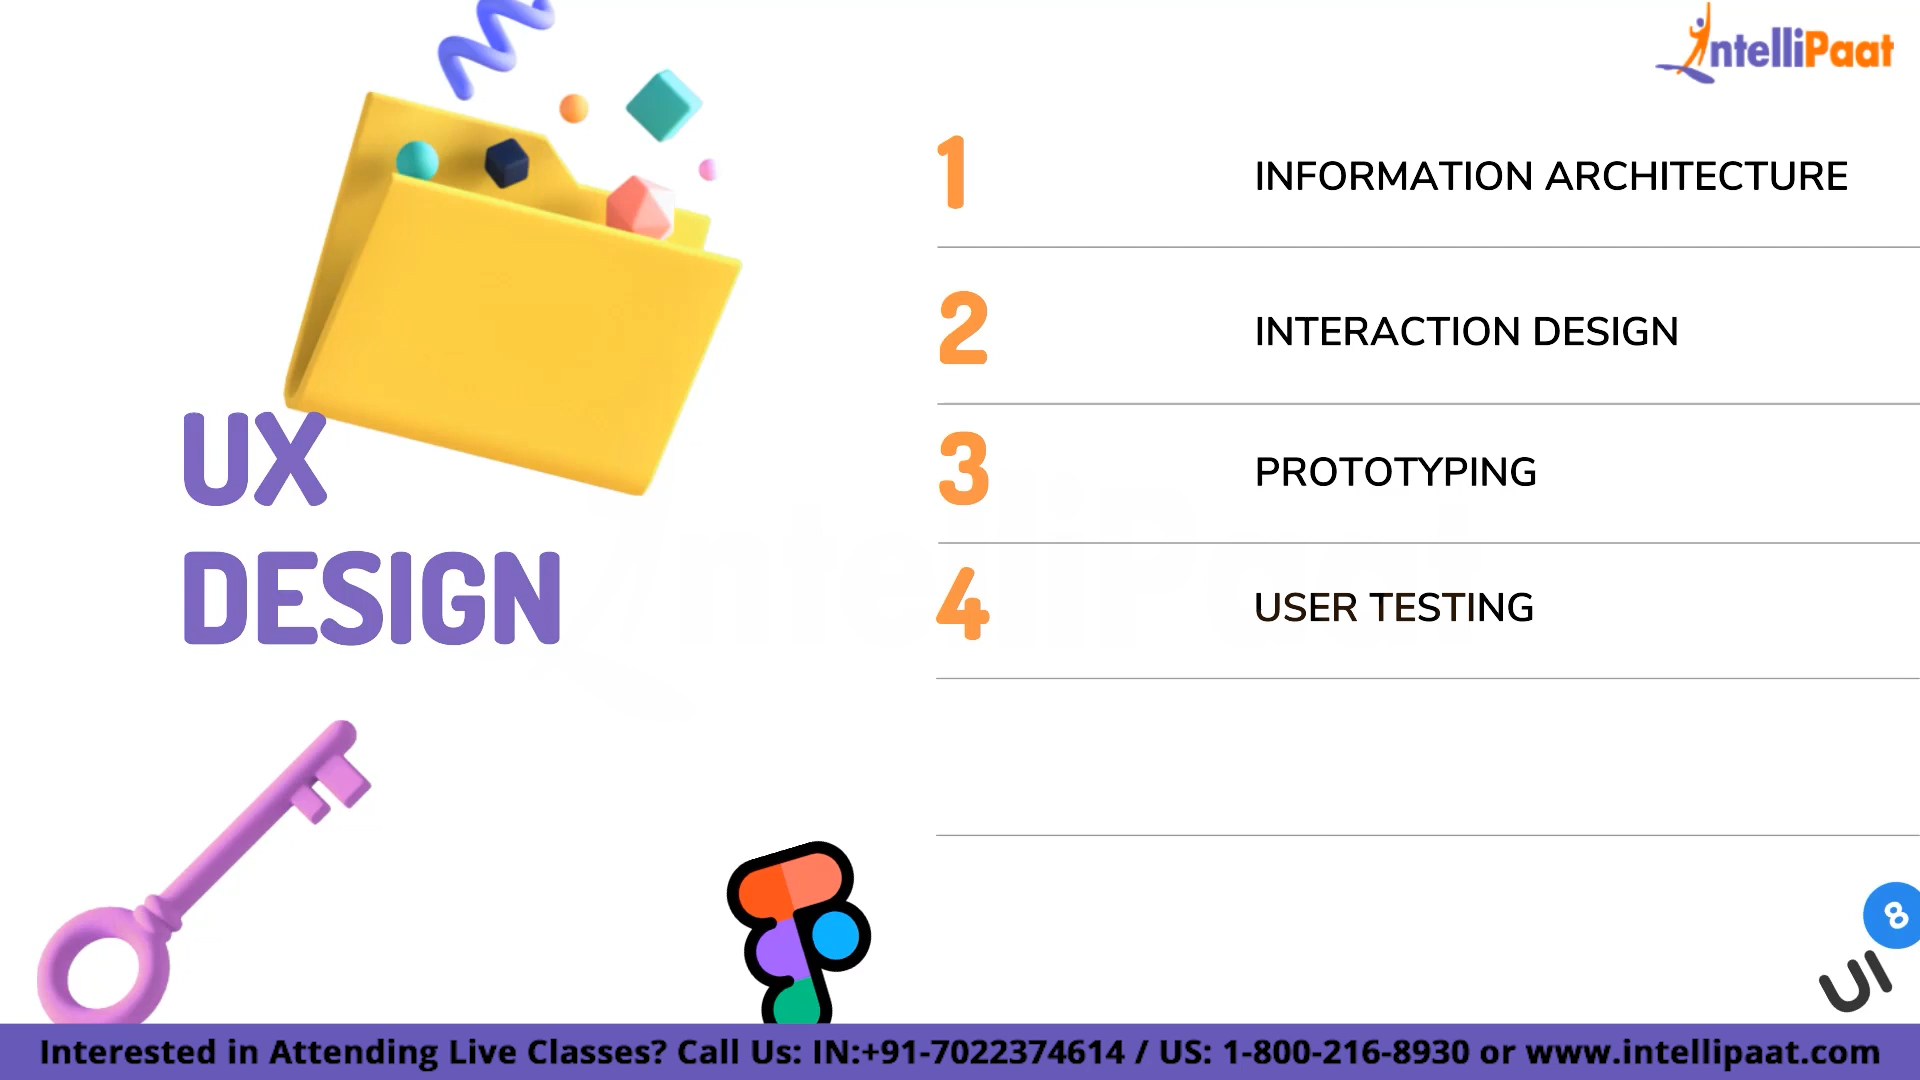 IntelliPaat
UX
DESIGN
1 INFORMATION ARCHITECTURE
2 INTERACTION DESIGN
3 PROTOTYPING
4 USER TESTING
UI 8
Interested in Attending Live Classes? Call Us: IN:+91-7022374614 / US: 1-800-216-8930 or www.intellipaat.com